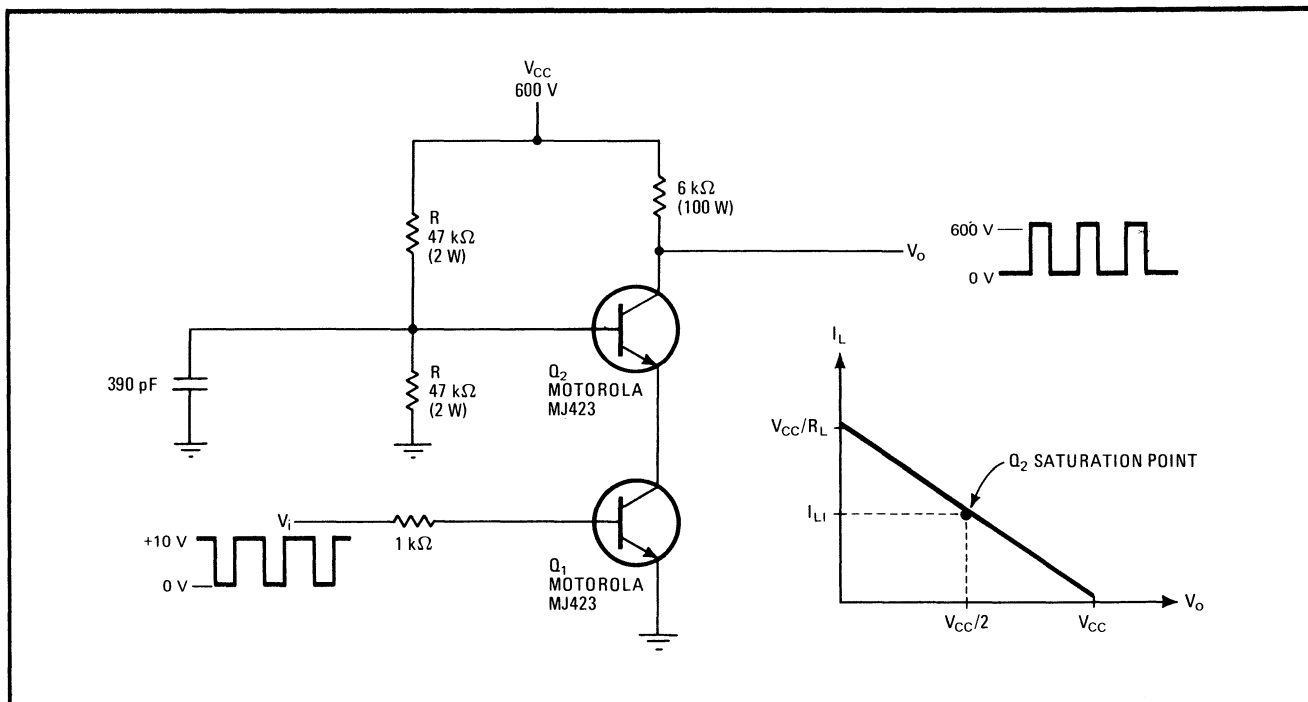 V_CC
600 V
R
47 kΩ
(2 W)
6 kΩ
(100 W)
V_o
600 V
0 V
390 pF
R
47 kΩ
(2 W)
Q_2
MOTOROLA
MJ423
V_i
+10 V
0 V
1 kΩ
Q_1
MOTOROLA
MJ423
I_L
V_CC/R_L
Q_2 SATURATION POINT
I_LI
V_CC/2
V_CC
V_o